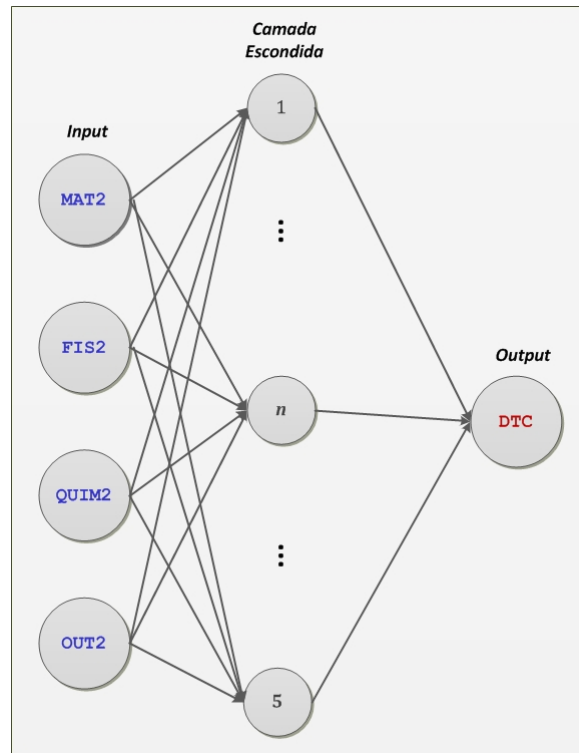 Camada
Escondida
1
Input
MAT2
⋮
FIS2
Output
n
DTC
QUIM2
⋮
OUT2
5